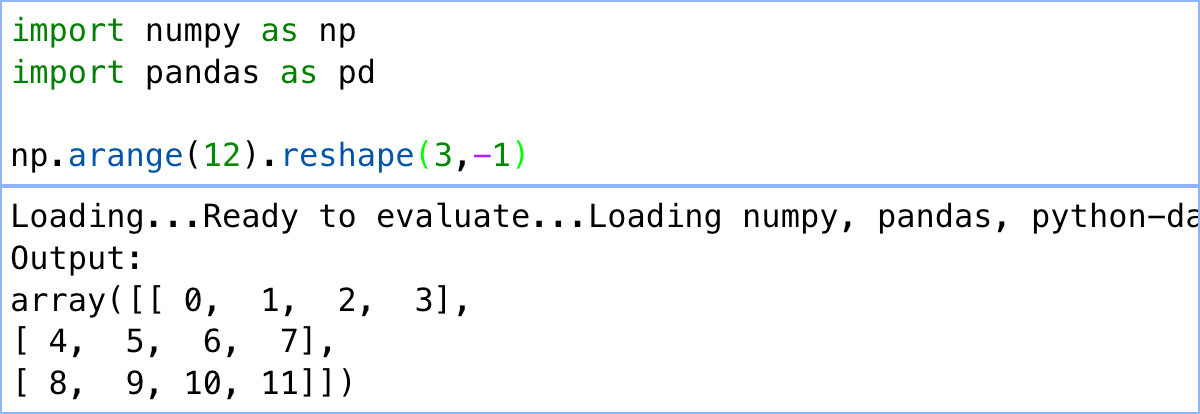 import numpy as np
import pandas as pd
np.arange(12).reshape(3,-1)
Loading...Ready to evaluate...Loading numpy, pandas, python-da
Output:
array([[ 0,  1,  2,  3],
[ 4,  5,  6,  7],
[ 8,  9, 10, 11]])